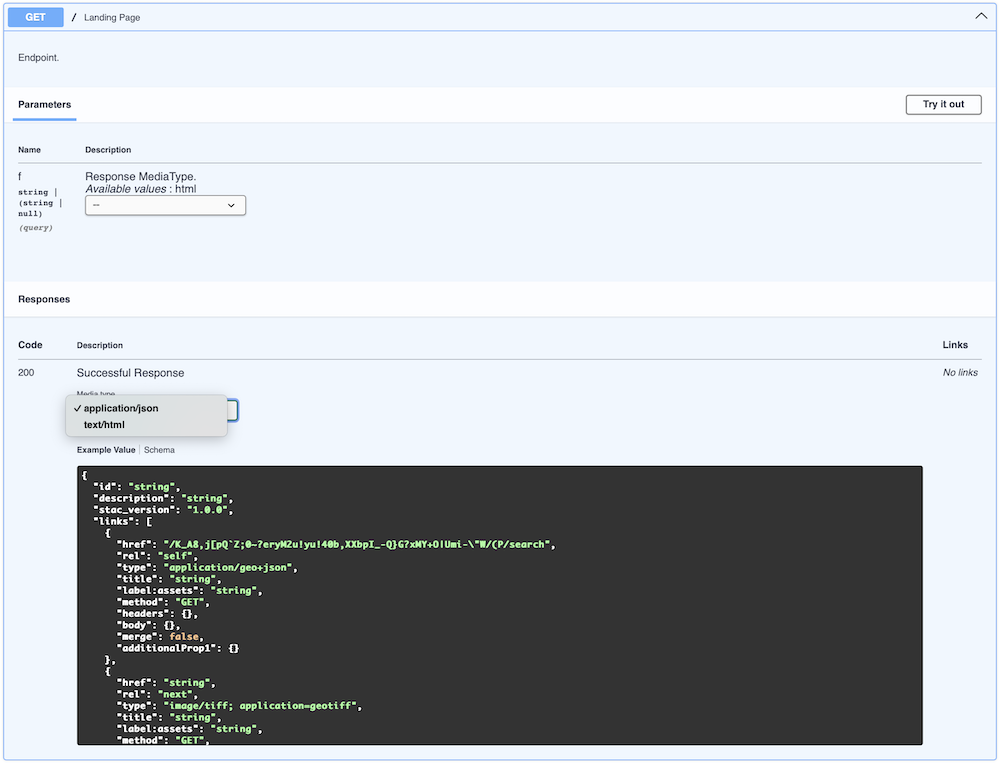 GET / Landing Page
Endpoint.
Parameters
Try it out
Name Description
f
string |
(string |
null)
(query)
Response MediaType.
Available values : html
--
Responses
Code Description Links
200 Successful Response No links
Media type
✓ application/json
text/html
Example Value Schema
{
"id": "string",
"description": "string",
"stac_version": "1.0.0",
"links": [
{
"href": "/K_A8,j[pQ`Z;0~?eryM2u!yu!40b,XXbpI_-Q}G?xMY+O|Umi-\"W/(P/search",
"rel": "self",
"type": "application/geo+json",
"title": "string",
"label:assets": "string",
"method": "GET",
"headers": {},
"body": {},
"merge": false,
"additionalProp1": {}
},
{
"href": "string",
"rel": "next",
"type": "image/tiff; application=geotiff",
"title": "string",
"label:assets": "string",
"method": "GET",